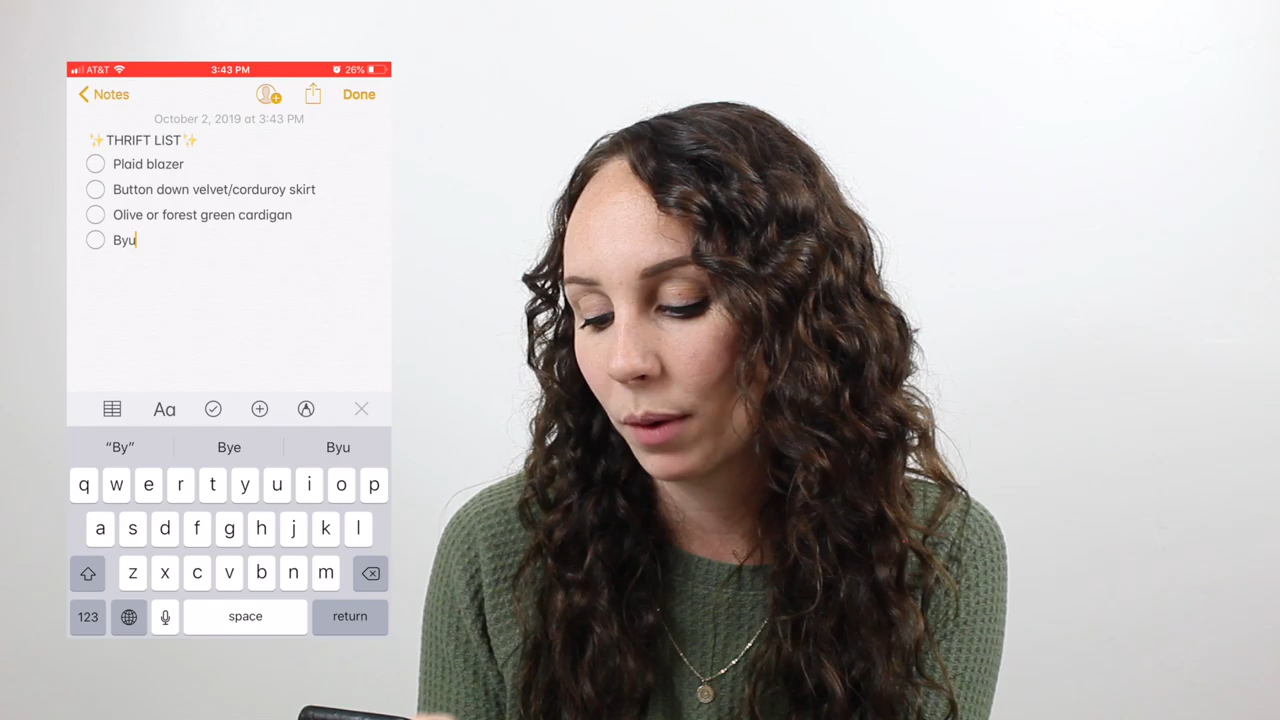 AT&T 3:43 PM 26%
Notes Done
October 2, 2019 at 3:43 PM
✨THRIFT LIST✨
Plaid blazer
Button down velvet/corduroy skirt
Olive or forest green cardigan
Byu
Aa
“By” Bye Byu
q w e r t y u i o p
a s d f g h j k l
z x c v b n m
123 space return